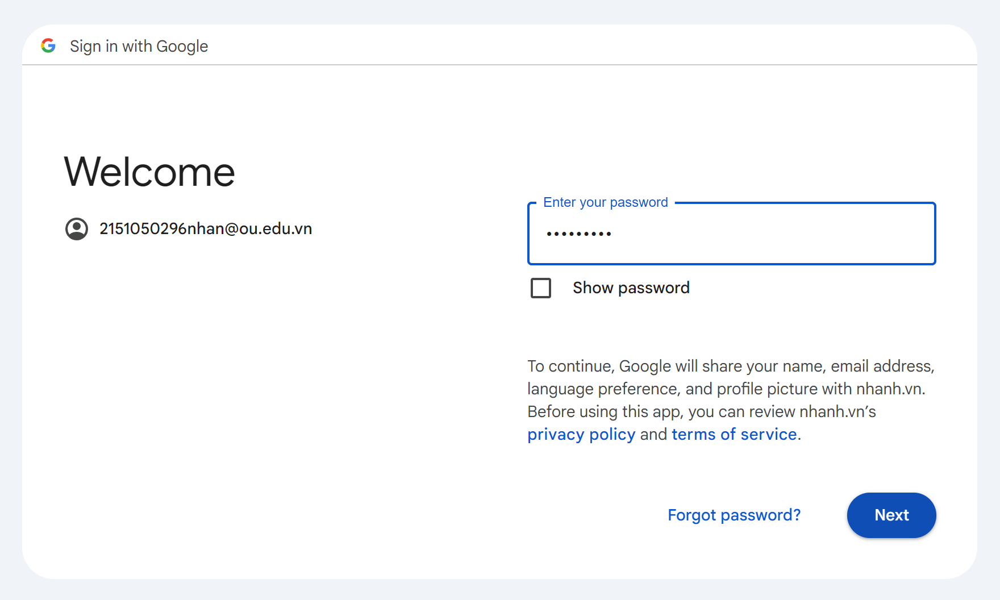 Sign in with Google
Welcome
2151050296nhan@ou.edu.vn
Enter your password
•••••••••
Show password
To continue, Google will share your name, email address,
language preference, and profile picture with nhanh.vn.
Before using this app, you can review nhanh.vn’s
privacy policy and terms of service.
Forgot password?
Next